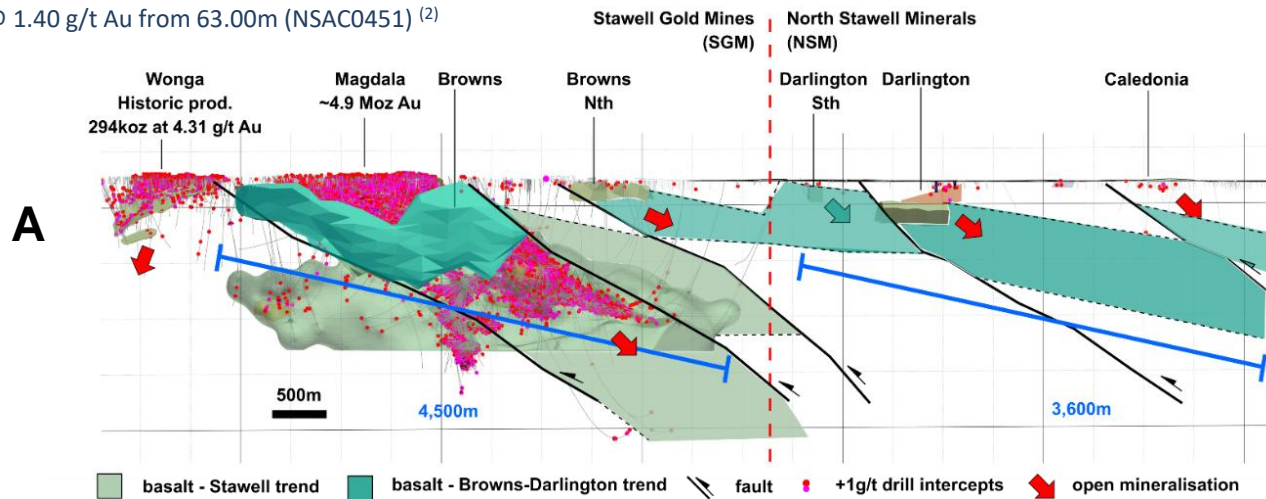 1.40 g/t Au from 63.00m (NSAC0451) (2)
Stawell Gold Mines
(SGM)
North Stawell Minerals
(NSM)
Wonga
Historic prod.
294koz at 4.31 g/t Au
Magdala
~4.9 Moz Au
Browns
Browns
Nth
Darlington
Sth
Darlington
Caledonia
A
500m
4,500m
3,600m
basalt - Stawell trend
basalt - Browns-Darlington trend
fault
+1g/t drill intercepts
open mineralisation